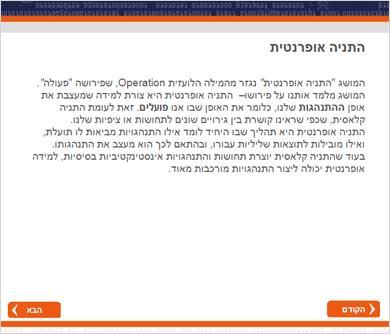 התניה אופרנטית
המושג "התניה אופרנטית" נגזר מהמילה הלועזית Operation, שפירושה "פעולה".
המושג מלמד אותנו על פירושו– התניה אופרנטית היא צורת למידה שמעצבת את
אופן ההתנהגות שלנו, כלומר את האופן שבו אנו פועלים. זאת לעומת התניה
קלאסית, שכפי שראינו קושרת בין גירויים שונים לתחושות או ציפיות שלנו.
התניה אופרנטית היא תהליך שבו היחיד לומד אילו התנהגויות מביאות לו תועלת,
ואילו מובילות לתוצאות שליליות עבורו, ובהתאם לכך הוא מעצב את התנהגותו.
בעוד שהתניה קלאסית יוצרת תחושות והתנהגויות אינסטינקטיביות בסיסיות, למידה
אופרנטית יכולה ליצור התנהגויות מורכבות מאוד.
הקודם
הבא